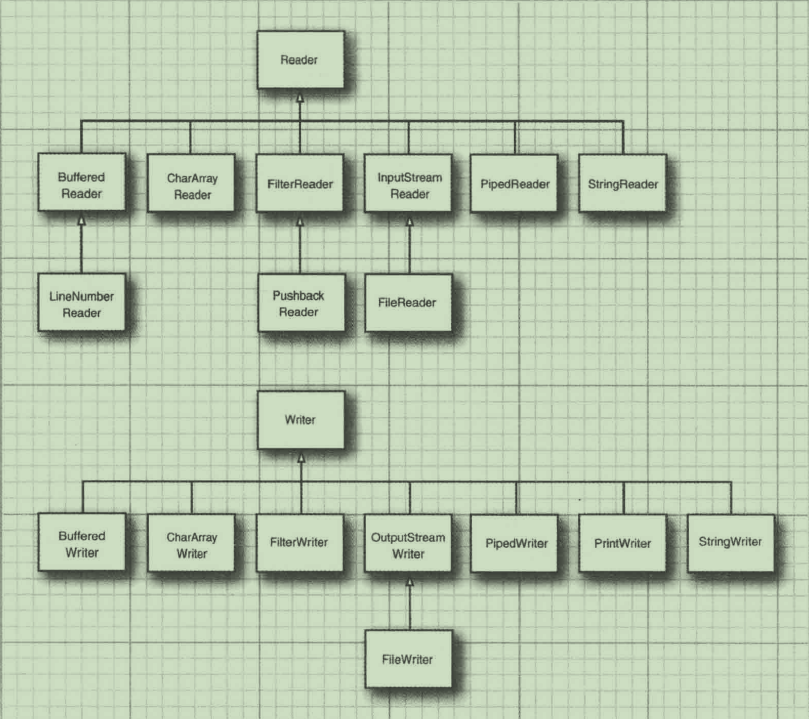 Reader
Buffered
Reader
CharArray
Reader
FilterReader
InputStream
Reader
PipedReader
StringReader
LineNumber
Reader
Pushback
Reader
FileReader
Writer
Buffered
Writer
CharArray
Writer
FilterWriter
OutputStream
Writer
PipedWriter
PrintWriter
StringWriter
FileWriter